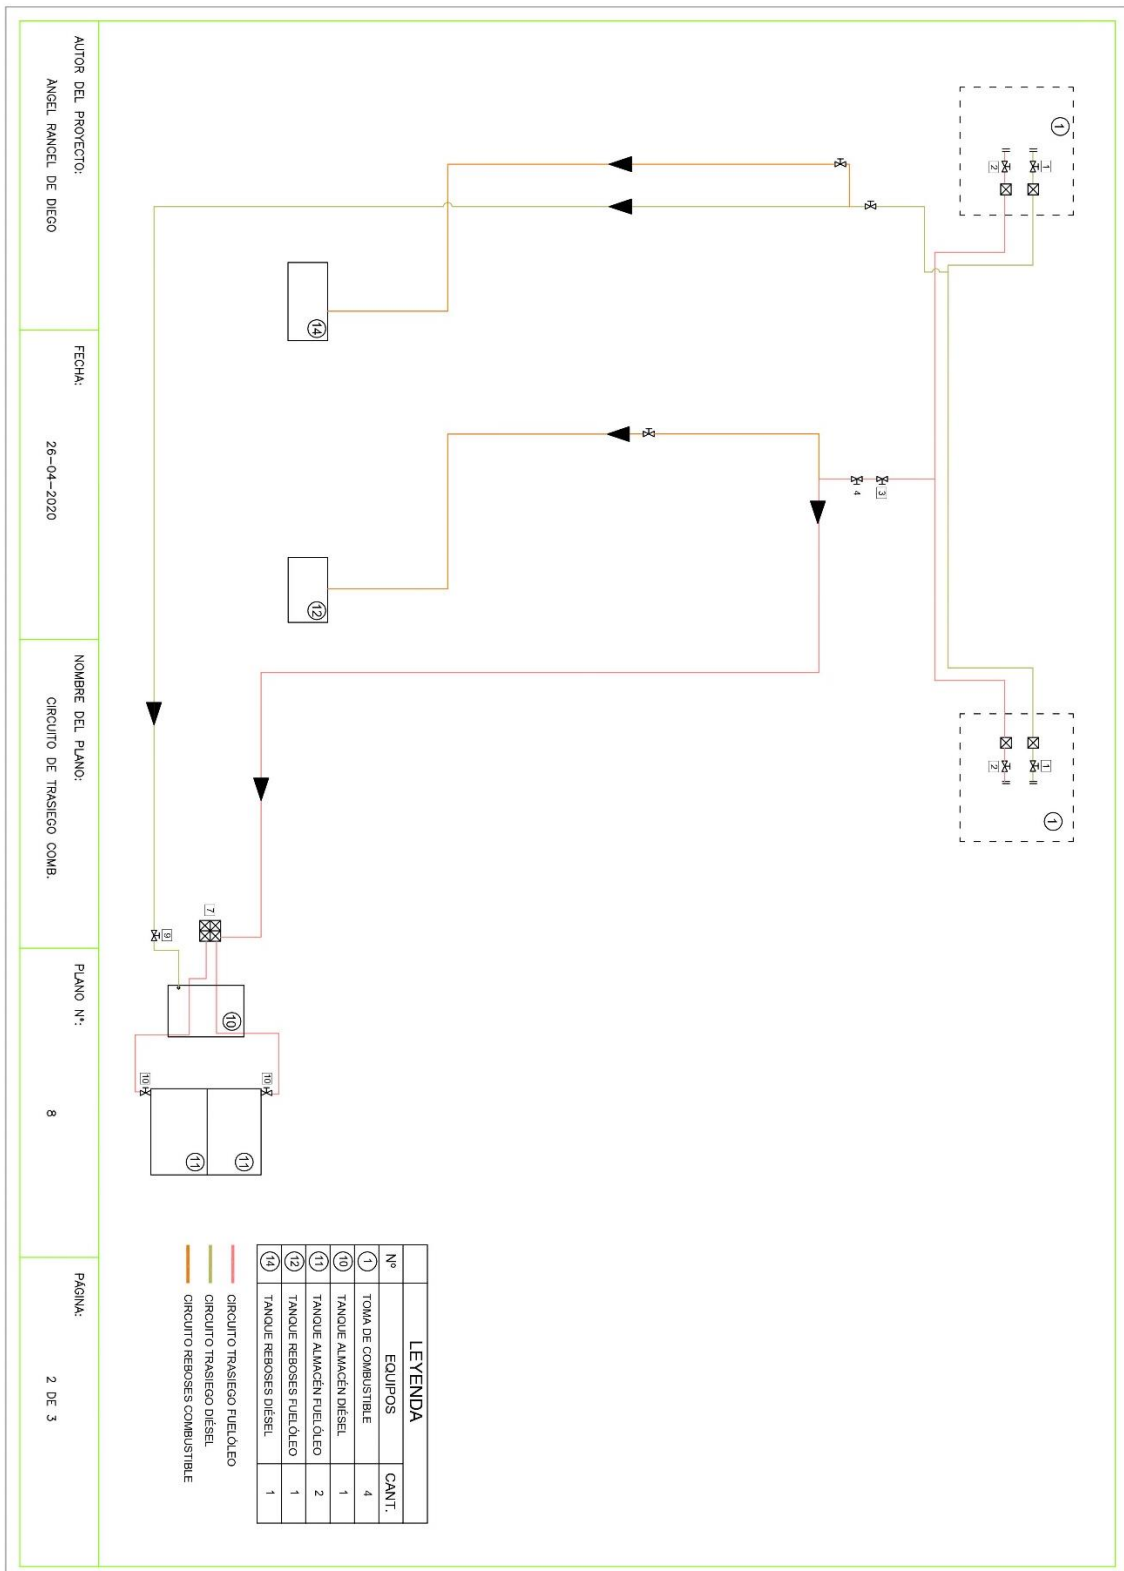 1
1
2
1
1
2
3
4
14
12
7
9
10
10
10
11
11
LEYENDA
Nº EQUIPOS CANT.
1 TOMA DE COMBUSTIBLE 4
10 TANQUE ALMACÉN DIÉSEL 1
11 TANQUE ALMACÉN FUELÓLEO 2
12 TANQUE REBOSES FUELÓLEO 1
14 TANQUE REBOSES DIÉSEL 1
CIRCUITO TRASIEGO FUELÓLEO
CIRCUITO TRASIEGO DIÉSEL
CIRCUITO REBOSES COMBUSTIBLE
AUTOR DEL PROYECTO:
ÁNGEL RANCEL DE DIEGO
FECHA:
26-04-2020
NOMBRE DEL PLANO:
CIRCUITO DE TRASIEGO COMB.
PLANO Nº:
8
PÁGINA:
2 DE 3